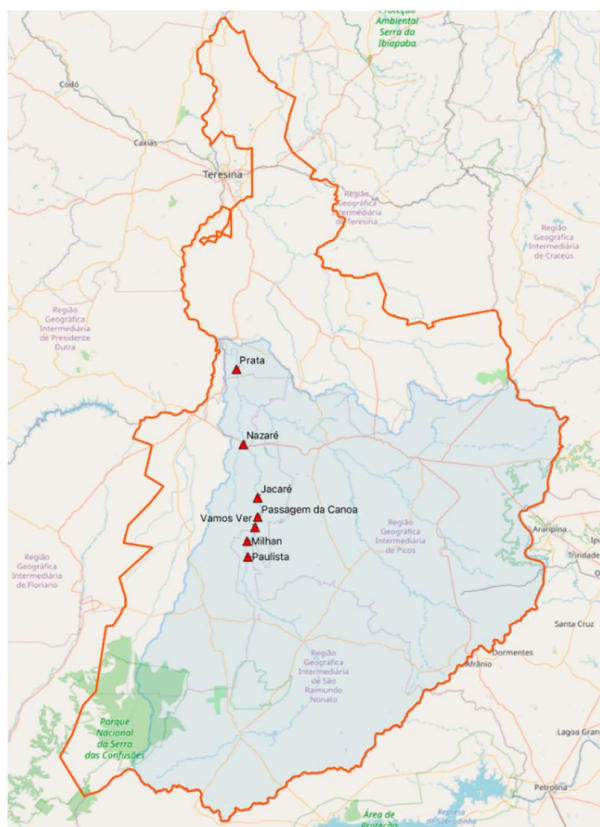 Proteção
Ambiental
Serra da
Ibiapaba
Codó
Caxias
Teresina
Região
Geográfica
Intermediária
de Teresina
Região
Geográfica
Intermediária
de Crateús
Região
Geográfica
Intermediária
de Presidente
Dutra
Prata
Nazaré
Jacaré
Passagem da Canoa
Vamos Ver
Milhan
Paulista
Região
Geográfica
Intermediária
de Picos
Araripina
Trindade
Região
Geográfica
Intermediária
de Floriano
Santa Cruz
Dormentes
Afrânio
Região
Geográfica
Intermediária
de São
Raimundo
Nonato
Parque
Nacional
da Serra
das Confusões
Lagoa Gran
Petrolina
Área de
Proteção
Represa
de Sobradinho